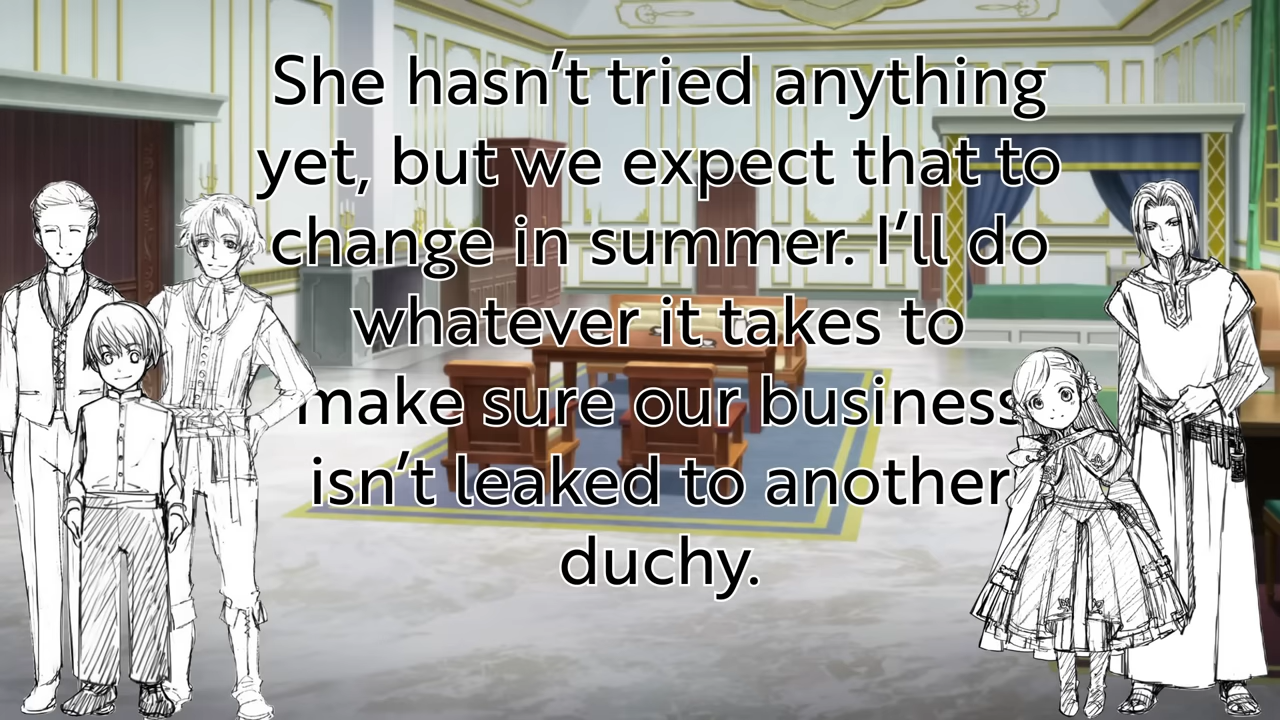 She hasn’t tried anything
yet, but we expect that to
change in summer. I’ll do
whatever it takes to
make sure our business
isn’t leaked to another
duchy.